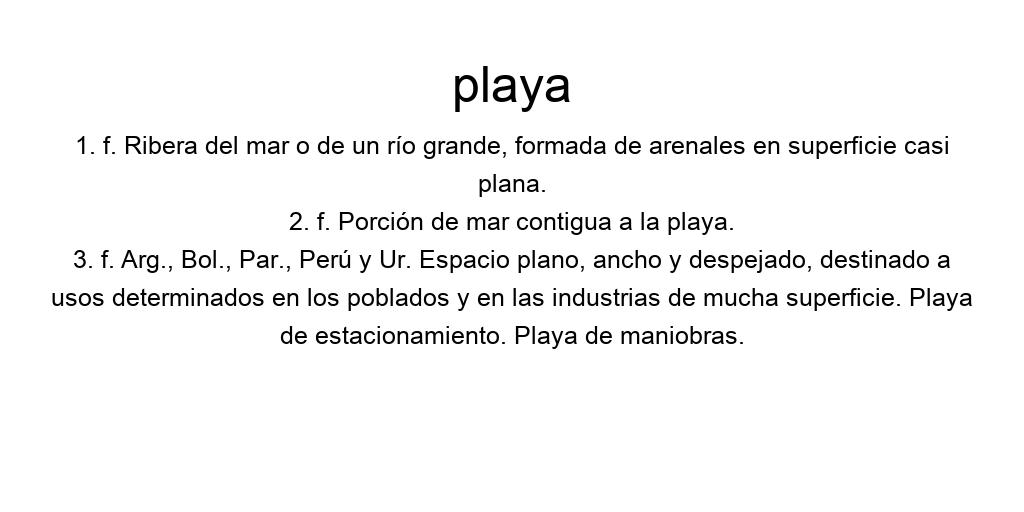 playa
1. f. Ribera del mar o de un río grande, formada de arenales en superficie casi
plana.
2. f. Porción de mar contigua a la playa.
3. f. Arg., Bol., Par., Perú y Ur. Espacio plano, ancho y despejado, destinado a
usos determinados en los poblados y en las industrias de mucha superficie. Playa
de estacionamiento. Playa de maniobras.